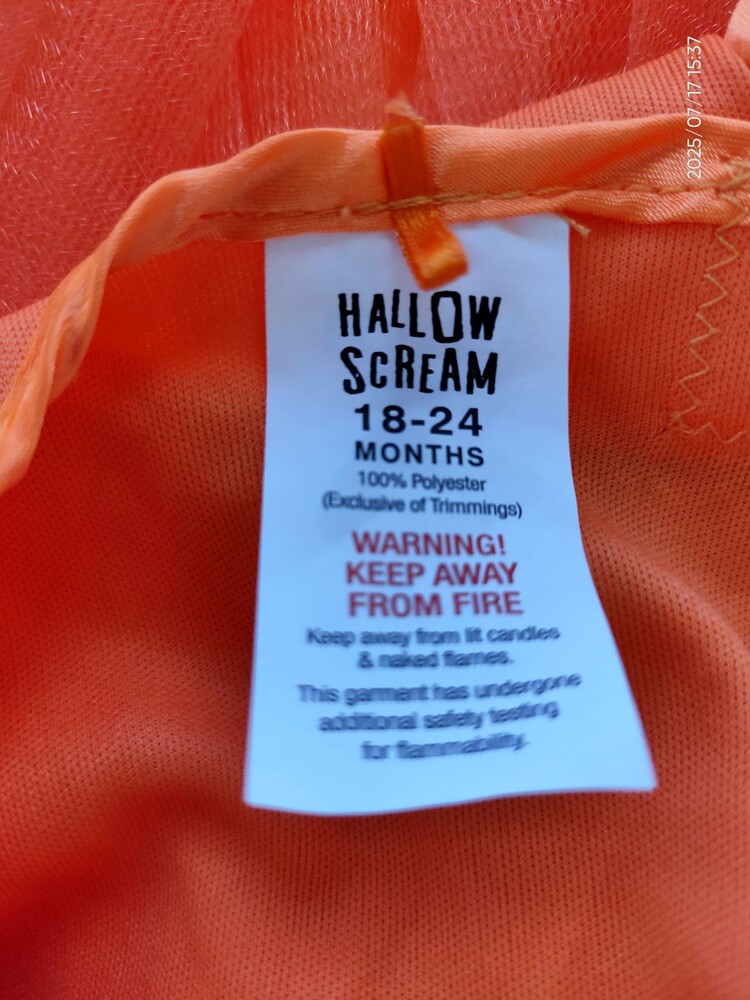 2025/07/17 15:37
HALLOW
SCREAM
18-24
MONTHS
100% Polyester
(Exclusive of Trimmings)
WARNING!
KEEP AWAY
FROM FIRE
Keep away from lit candles
& naked flames.
This garment has undergone
additional safety testing
for flammability.